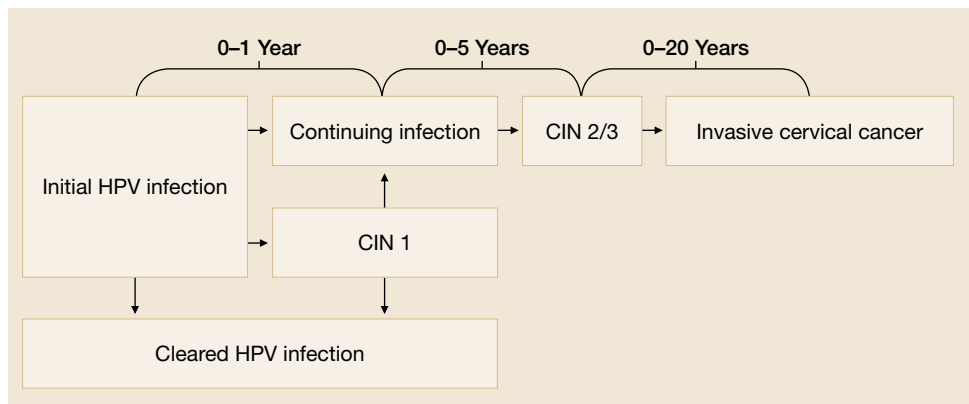 0–1 Year
0–5 Years
0–20 Years
Initial HPV infection
Continuing infection
CIN 2/3
Invasive cervical cancer
CIN 1
Cleared HPV infection